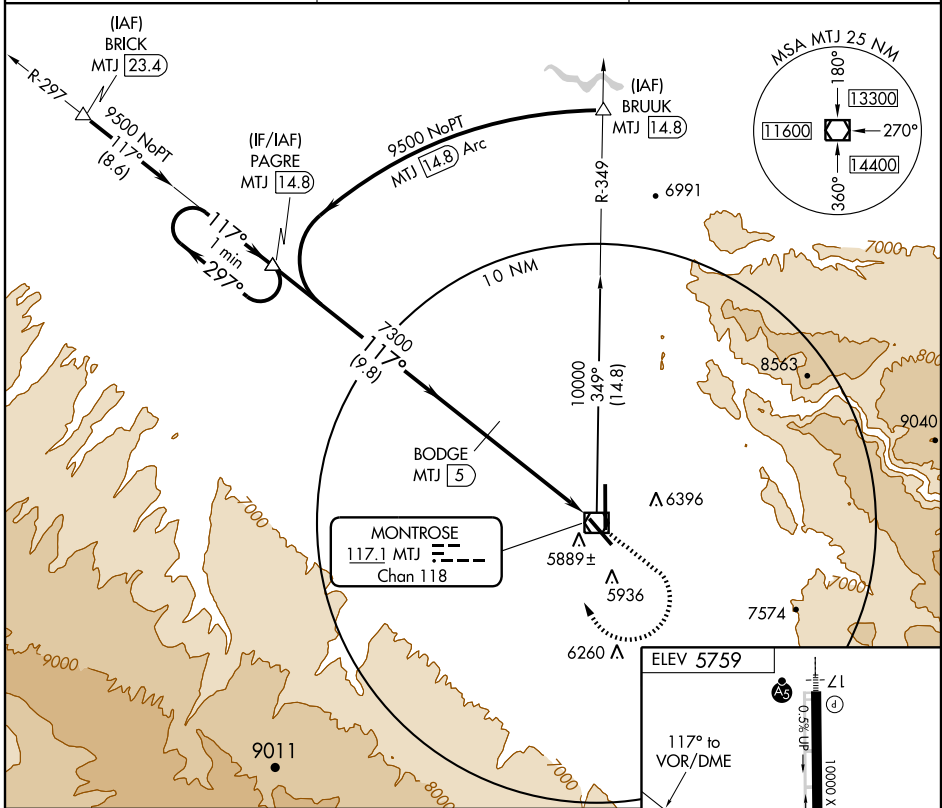 (IAF)
BRICK
MTJ 23.4
R-297
9500 NoPT
117°
(8.6)
(IF/IAF)
PAGRE
MTJ 14.8
9500 NoPT
MTJ 14.8 Arc
(IAF)
BRUUK
MTJ 14.8
R-349
6991
MSA MTJ 25 NM
180°
13300
11600
270°
14400
360°
117°
1 min
297°
10 NM
7000
7300
117°
(9.8)
10000
349°
(14.8)
8563
800
9040
BODGE
MTJ 5
7000
6396
MONTROSE
117.1 MTJ
Chan 118
5889±
5936
7000
7574
6260
9000
9011
7000
8000
ELEV 5759
A5
17
P
0.5% UP
10000 X
117° to
VOR/DME